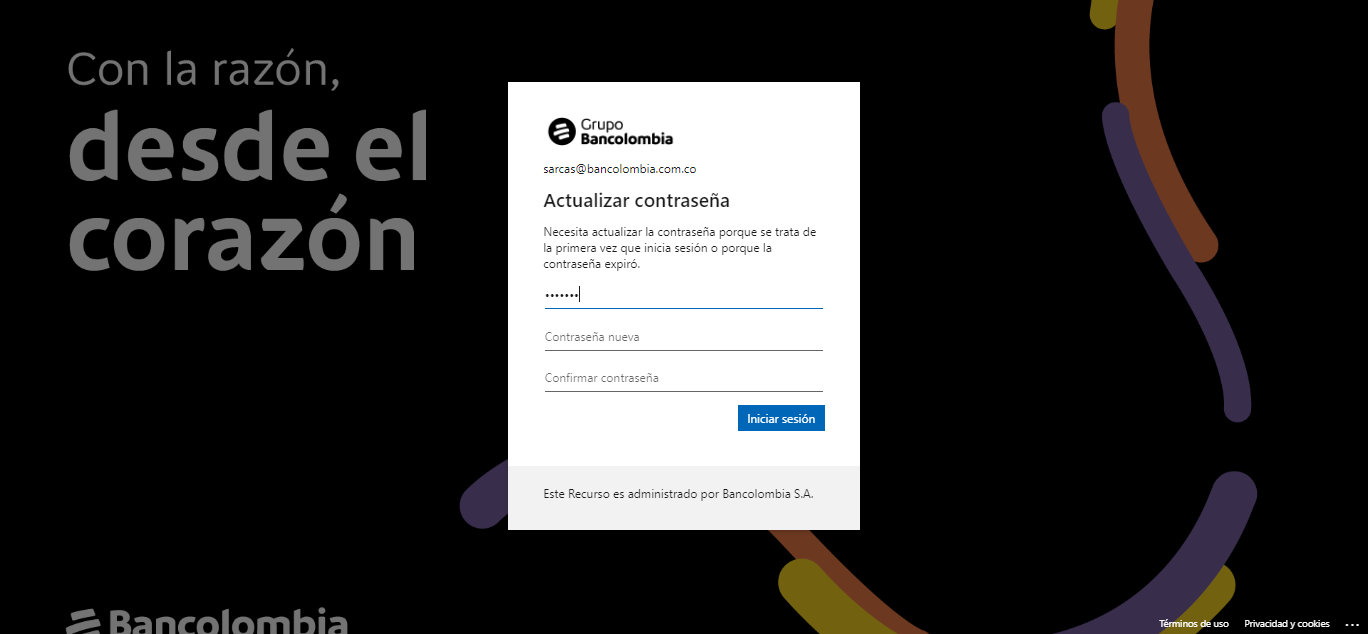 Con la razón,
desde el
corazón
Grupo
Bancolombia
sarcas@bancolombia.com.co
Actualizar contraseña
Necesita actualizar la contraseña porque se trata de
la primera vez que inicia sesión o porque la
contraseña expiró.
•••••••
Contraseña nueva
Confirmar contraseña
Iniciar sesión
Este Recurso es administrado por Bancolombia S.A.
Bancolombia
Términos de uso Privacidad y cookies ...